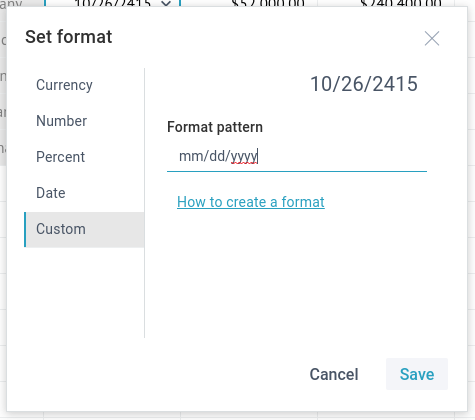 10/26/2415 $52,000.00 $240,400.00
Set format
10/26/2415
Currency
Number
Percent
Date
Custom
Format pattern
mm/dd/yyyy
How to create a format
Cancel Save